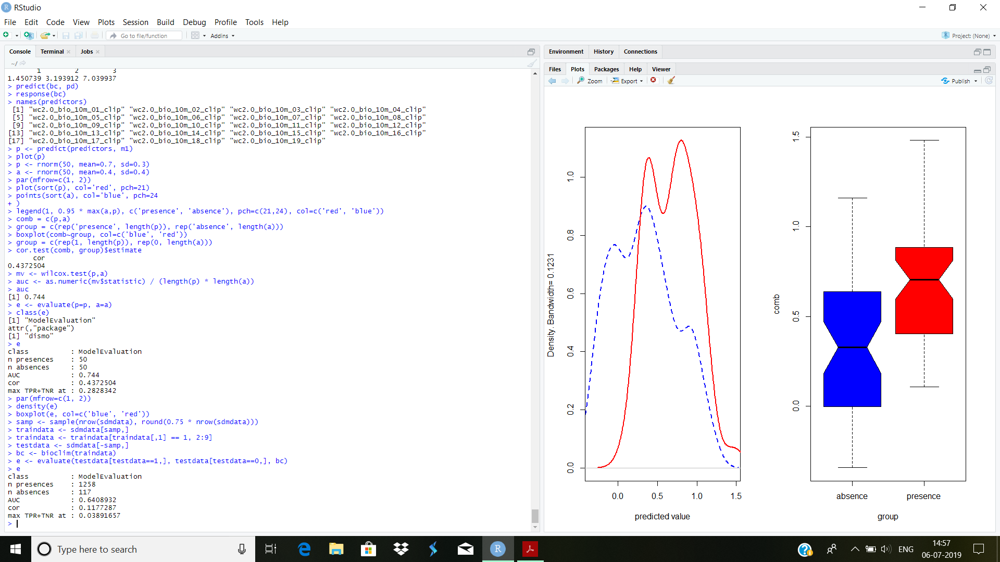 RStudio
File Edit Code View Plots Session Build Debug Profile Tools Help
Go to file/function Addins Project: (None)
Console Terminal Jobs
~/
1 2 3
1.450739 3.193912 7.039937
> predict(bc, pd)
> response(bc)
> names(predictors)
[1] "wc2.0_bio_10m_01_clip" "wc2.0_bio_10m_02_clip" "wc2.0_bio_10m_03_clip" "wc2.0_bio_10m_04_clip"
[5] "wc2.0_bio_10m_05_clip" "wc2.0_bio_10m_06_clip" "wc2.0_bio_10m_07_clip" "wc2.0_bio_10m_08_clip"
[9] "wc2.0_bio_10m_09_clip" "wc2.0_bio_10m_10_clip" "wc2.0_bio_10m_11_clip" "wc2.0_bio_10m_12_clip"
[13] "wc2.0_bio_10m_13_clip" "wc2.0_bio_10m_14_clip" "wc2.0_bio_10m_15_clip" "wc2.0_bio_10m_16_clip"
[17] "wc2.0_bio_10m_17_clip" "wc2.0_bio_10m_18_clip" "wc2.0_bio_10m_19_clip"
> p <- predict(predictors, m1)
> plot(p)
> p <- rnorm(50, mean=0.7, sd=0.3)
> a <- rnorm(50, mean=0.4, sd=0.4)
> par(mfrow=c(1, 2))
> plot(sort(p), col='red', pch=21)
> points(sort(a), col='blue', pch=24
+ )
> legend(1, 0.95 * max(a,p), c('presence', 'absence'), pch=c(21,24), col=c('red', 'blue'))
> comb = c(p,a)
> group = c(rep('presence', length(p)), rep('absence', length(a)))
> boxplot(comb~group, col=c('blue', 'red'))
> group = c(rep(1, length(p)), rep(0, length(a)))
> cor.test(comb, group)$estimate
cor
0.4372504
> mv <- wilcox.test(p,a)
> auc <- as.numeric(mv$statistic) / (length(p) * length(a))
> auc
[1] 0.744
> e <- evaluate(p=p, a=a)
> class(e)
[1] "ModelEvaluation"
attr(,"package")
[1] "dismo"
> e
class : ModelEvaluation
n presences : 50
n absences : 50
AUC : 0.744
cor : 0.4372504
max TPR+TNR at : 0.2828342
> par(mfrow=c(1, 2))
> density(e)
> boxplot(e, col=c('blue', 'red'))
> samp <- sample(nrow(sdmdata), round(0.75 * nrow(sdmdata)))
> traindata <- sdmdata[samp,]
> traindata <- traindata[traindata[,1] == 1, 2:9]
> testdata <- sdmdata[-samp,]
> bc <- bioclim(traindata)
> e <- evaluate(testdata[testdata==1,], testdata[testdata==0,], bc)
> e
class : ModelEvaluation
n presences : 1258
n absences : 117
AUC : 0.6408932
cor : 0.1177287
max TPR+TNR at : 0.03891657
>
Environment History Connections
Files Plots Packages Help Viewer
Zoom Export Publish
Density. Bandwidth= 0.1231
0.0 0.2 0.4 0.6 0.8 1.0
0.0 0.5 1.0 1.5
predicted value
comb
0.0 0.5 1.0 1.5
absence presence
group
Type here to search
R
ENG
14:57
06-07-2019